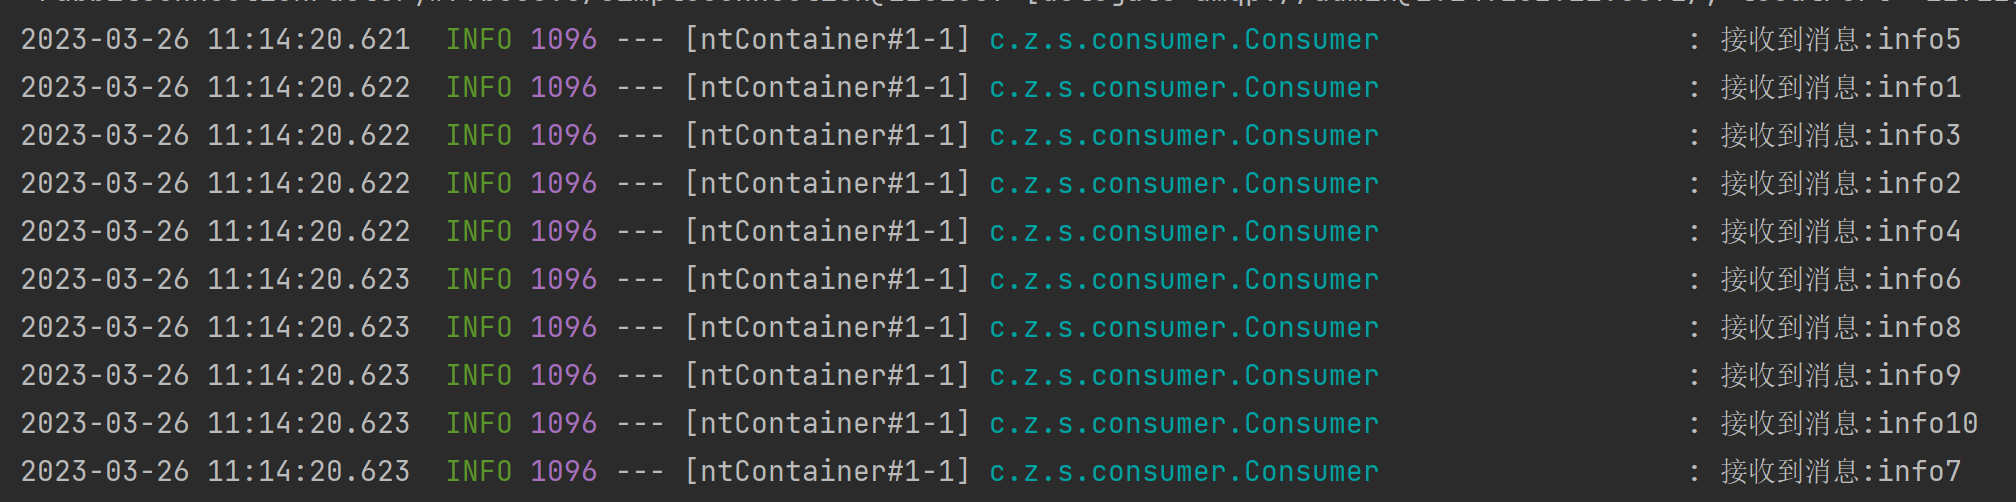 2023-03-26 11:14:20.621  INFO 1096 --- [ntContainer#1-1] c.z.s.consumer.Consumer                  : 接收到消息:info5
2023-03-26 11:14:20.622  INFO 1096 --- [ntContainer#1-1] c.z.s.consumer.Consumer                  : 接收到消息:info1
2023-03-26 11:14:20.622  INFO 1096 --- [ntContainer#1-1] c.z.s.consumer.Consumer                  : 接收到消息:info3
2023-03-26 11:14:20.622  INFO 1096 --- [ntContainer#1-1] c.z.s.consumer.Consumer                  : 接收到消息:info2
2023-03-26 11:14:20.622  INFO 1096 --- [ntContainer#1-1] c.z.s.consumer.Consumer                  : 接收到消息:info4
2023-03-26 11:14:20.623  INFO 1096 --- [ntContainer#1-1] c.z.s.consumer.Consumer                  : 接收到消息:info6
2023-03-26 11:14:20.623  INFO 1096 --- [ntContainer#1-1] c.z.s.consumer.Consumer                  : 接收到消息:info8
2023-03-26 11:14:20.623  INFO 1096 --- [ntContainer#1-1] c.z.s.consumer.Consumer                  : 接收到消息:info9
2023-03-26 11:14:20.623  INFO 1096 --- [ntContainer#1-1] c.z.s.consumer.Consumer                  : 接收到消息:info10
2023-03-26 11:14:20.623  INFO 1096 --- [ntContainer#1-1] c.z.s.consumer.Consumer                  : 接收到消息:info7